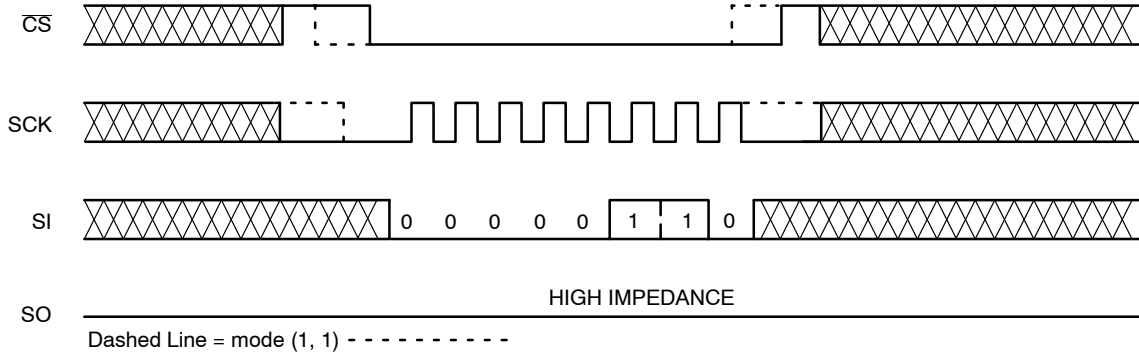 CS
SCK
SI 0 0 0 0 0 1 1 0
HIGH IMPEDANCE
SO
Dashed Line = mode (1, 1)